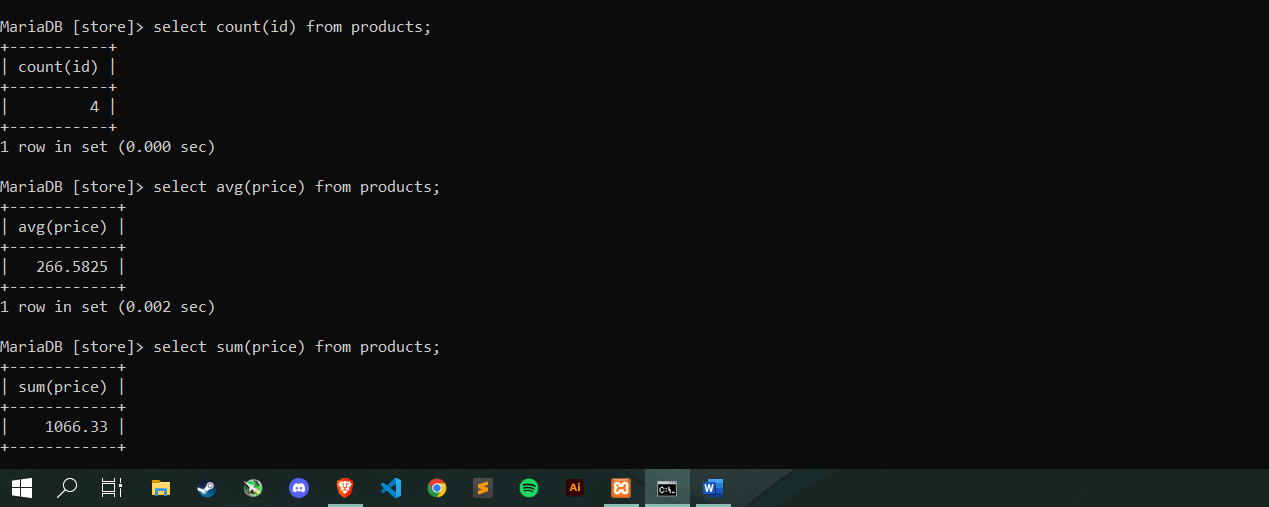 MariaDB [store]> select count(id) from products;
+-----------+
| count(id) |
+-----------+
|         4 |
+-----------+
1 row in set (0.000 sec)
MariaDB [store]> select avg(price) from products;
+------------+
| avg(price) |
+------------+
|   266.5825 |
+------------+
1 row in set (0.002 sec)
MariaDB [store]> select sum(price) from products;
+------------+
| sum(price) |
+------------+
|    1066.33 |
+------------+
Ai
C:\.
W